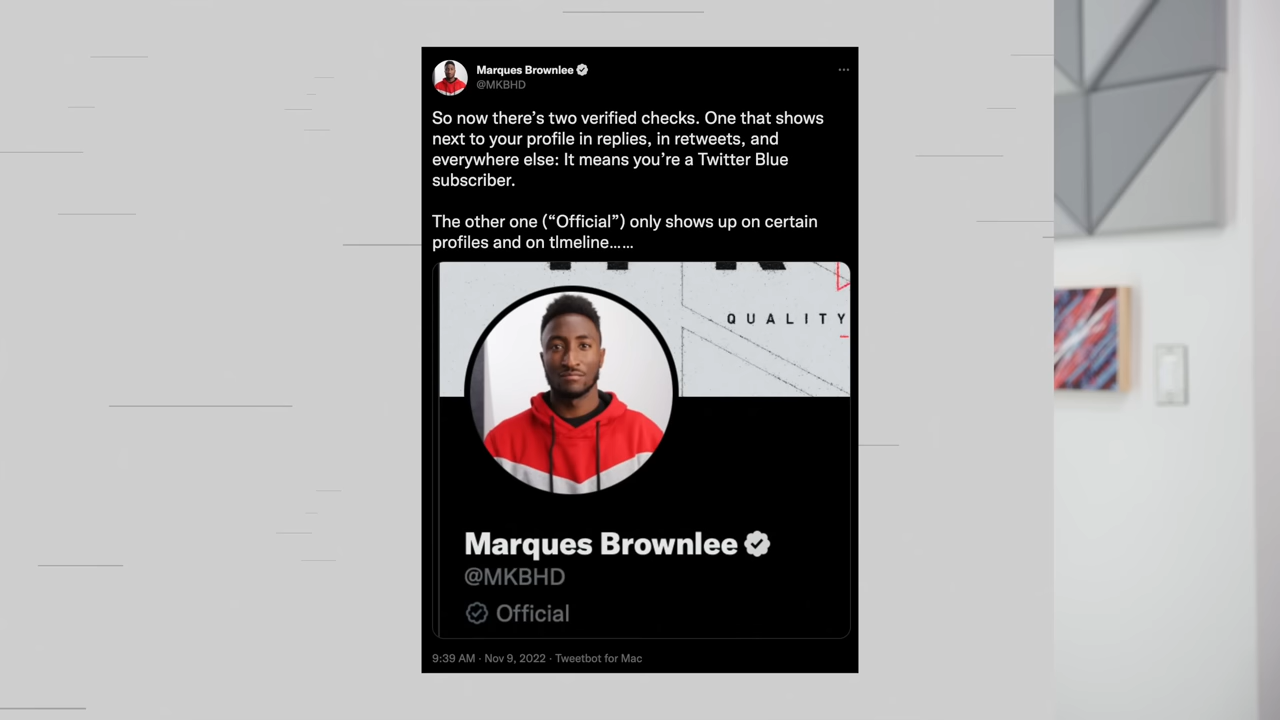 Marques Brownlee
@MKBHD
So now there’s two verified checks. One that shows
next to your profile in replies, in retweets, and
everywhere else: It means you’re a Twitter Blue
subscriber.
The other one (“Official”) only shows up on certain
profiles and on tImeline……
QUALITY
Marques Brownlee
@MKBHD
Official
9:39 AM · Nov 9, 2022 · Tweetbot for Mac